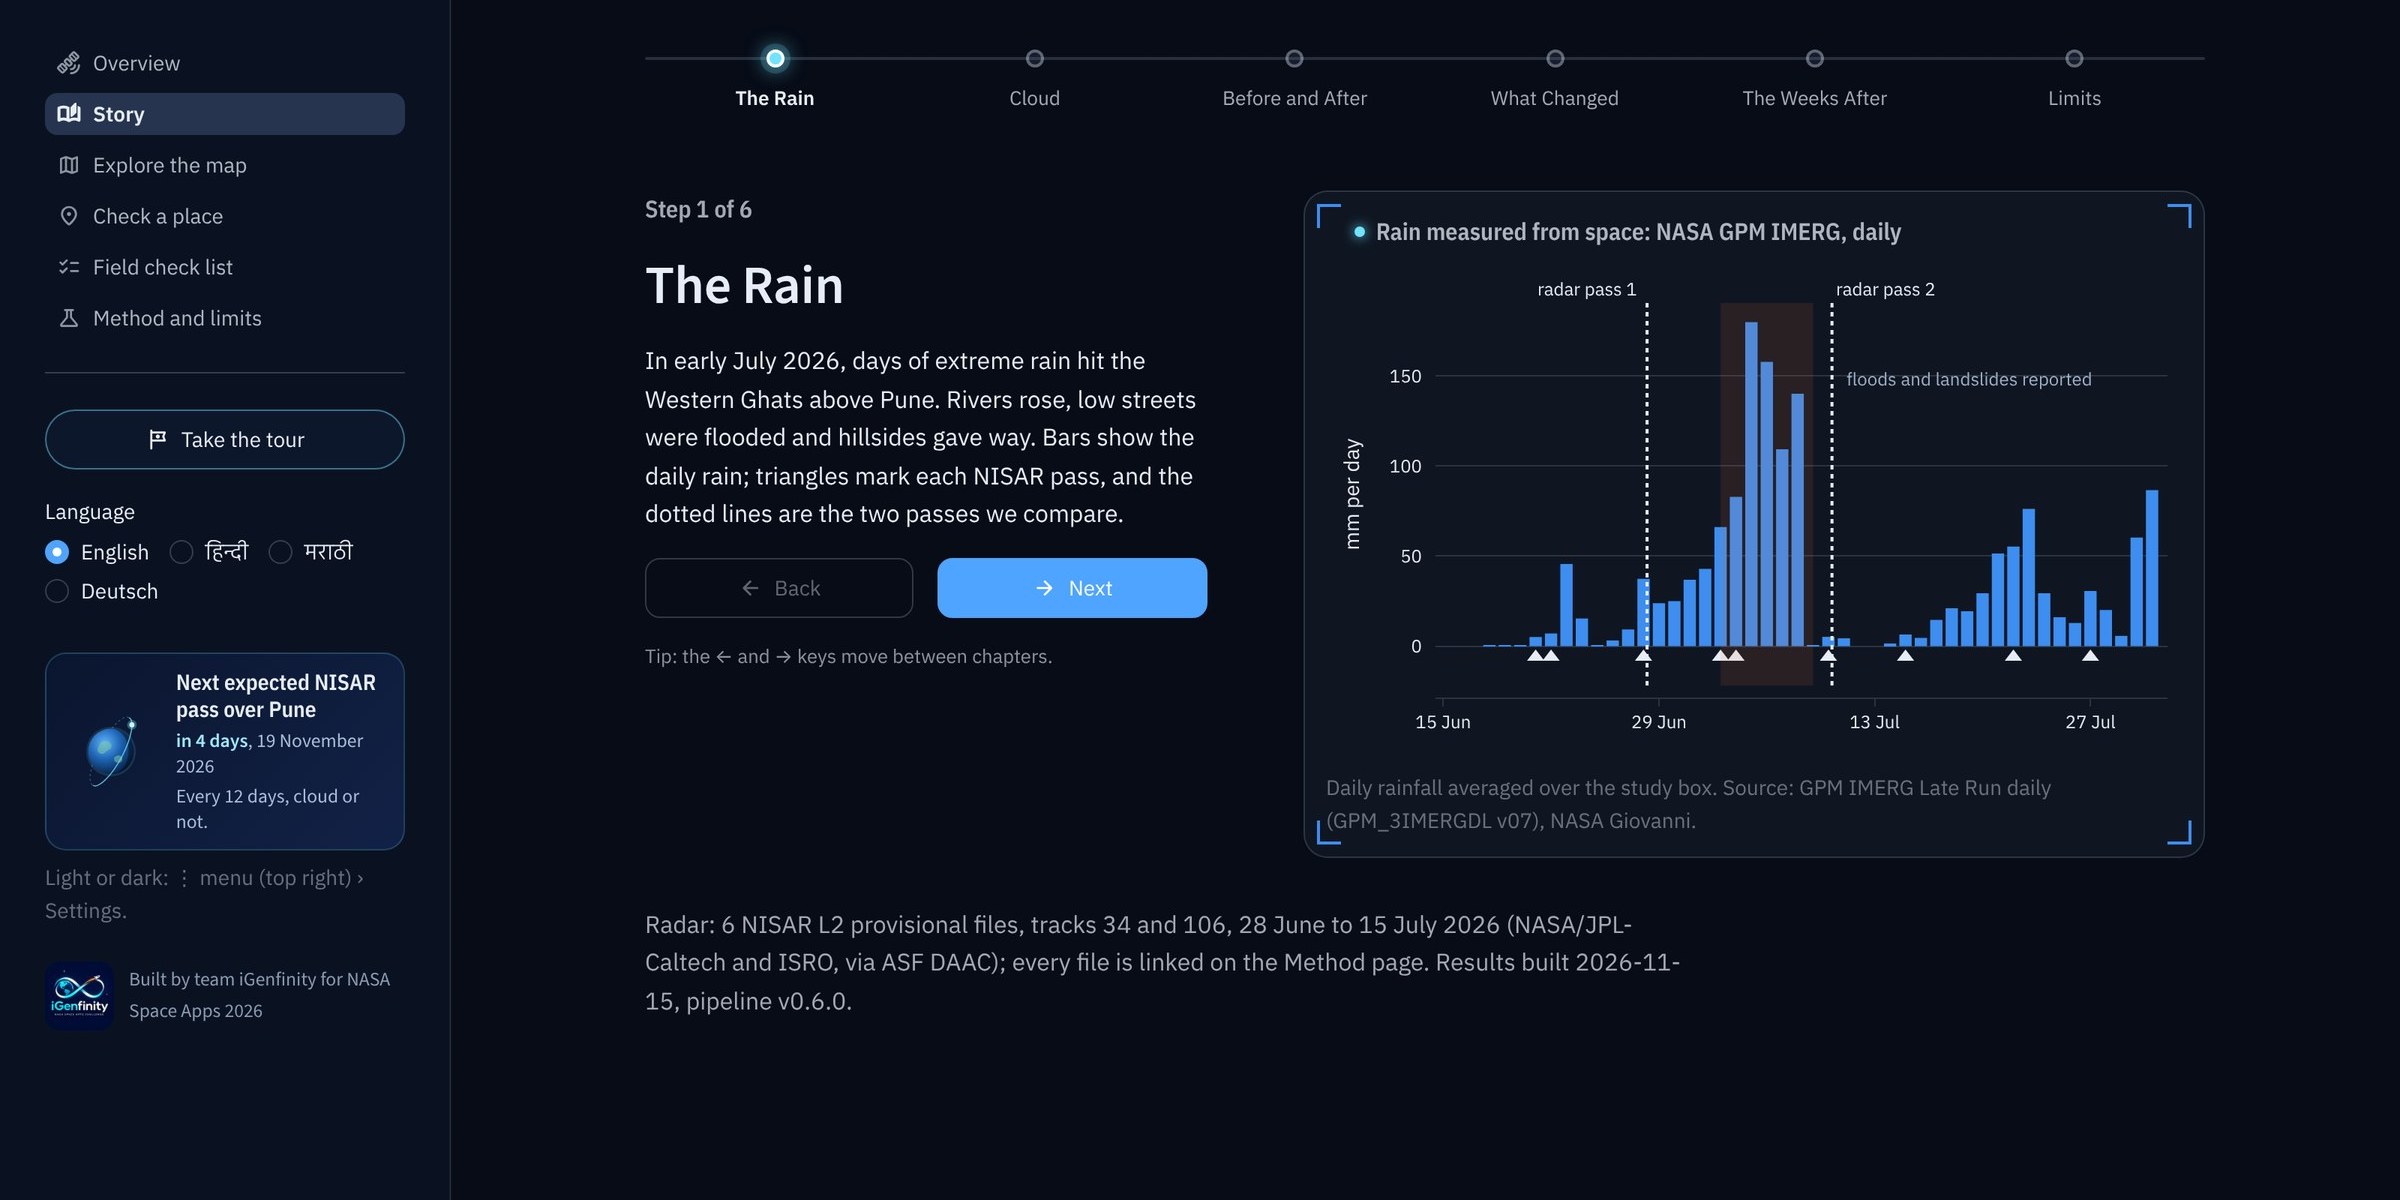 Overview
Story
Explore the map
Check a place
Field check list
Method and limits
Take the tour
Language
English
हिन्दी
मराठी
Deutsch
Next expected NISAR
pass over Pune
in 4 days, 19 November
2026
Every 12 days, cloud or
not.
Light or dark: ⋮ menu (top right) ›
Settings.
iGenfinity
Built by team iGenfinity for NASA
Space Apps 2026
The Rain
Cloud
Before and After
What Changed
The Weeks After
Limits
Step 1 of 6
The Rain
In early July 2026, days of extreme rain hit the
Western Ghats above Pune. Rivers rose, low streets
were flooded and hillsides gave way. Bars show the
daily rain; triangles mark each NISAR pass, and the
dotted lines are the two passes we compare.
← Back
→ Next
Tip: the ← and → keys move between chapters.
Rain measured from space: NASA GPM IMERG, daily
radar pass 1
radar pass 2
floods and landslides reported
mm per day
150
100
50
0
15 Jun
29 Jun
13 Jul
27 Jul
Daily rainfall averaged over the study box. Source: GPM IMERG Late Run daily
(GPM_3IMERGDL v07), NASA Giovanni.
Radar: 6 NISAR L2 provisional files, tracks 34 and 106, 28 June to 15 July 2026 (NASA/JPL-
Caltech and ISRO, via ASF DAAC); every file is linked on the Method page. Results built 2026-11-
15, pipeline v0.6.0.